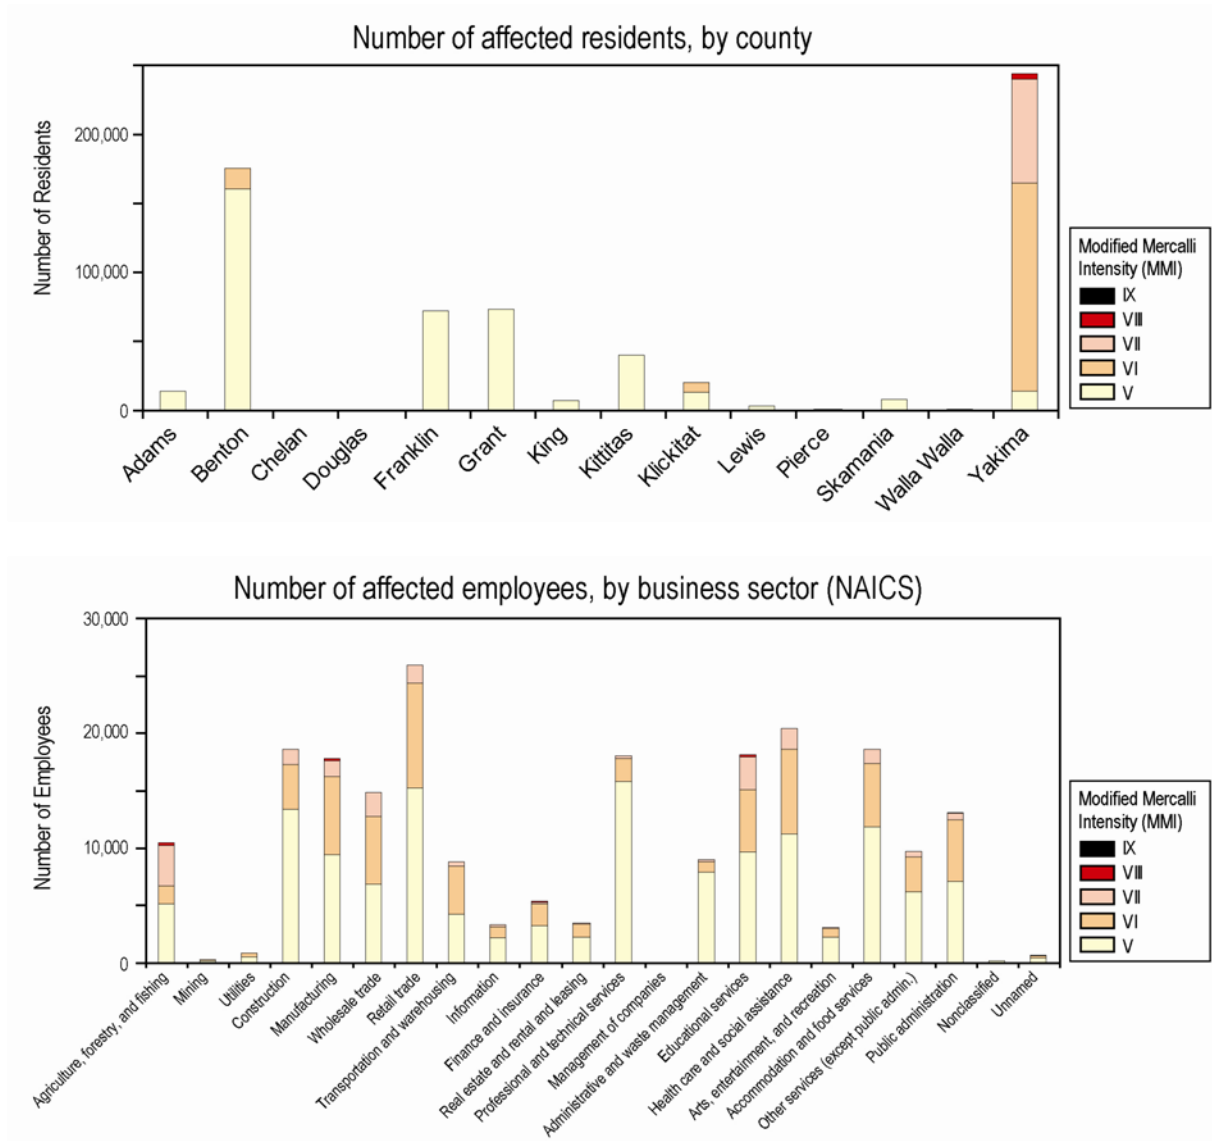 Number of affected residents, by county
Number of Residents
200,000
100,000
0
Adams
Benton
Chelan
Douglas
Franklin
Grant
King
Kittitas
Klickitat
Lewis
Pierce
Skamania
Walla Walla
Yakima
Modified Mercalli
Intensity (MMI)
IX
VIII
VII
VI
V
Number of affected employees, by business sector (NAICS)
Number of Employees
30,000
20,000
10,000
0
Agriculture, forestry, and fishing
Mining
Utilities
Construction
Manufacturing
Wholesale trade
Retail trade
Transportation and warehousing
Information
Finance and insurance
Real estate and rental and leasing
Professional and technical services
Management of companies
Administrative and waste management
Educational services
Health care and social assistance
Arts, entertainment, and recreation
Accommodation and food services
Other services (except public admin.)
Public administration
Nonclassified
Unnamed
Modified Mercalli
Intensity (MMI)
IX
VIII
VII
VI
V